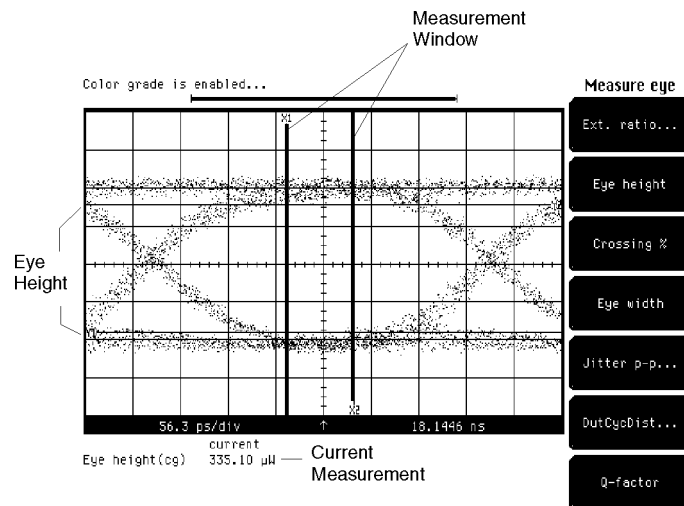 Measurement
Window
Color grade is enabled...
Measure eye
X1
Ext. ratio...
Eye height
Crossing %
Eye
Height
Eye width
Jitter p-p...
X2
56.3 ps/div
18.1446 ns
DutCycDist...
current
Eye height(cg) 335.10 µW
Current
Measurement
Q-factor